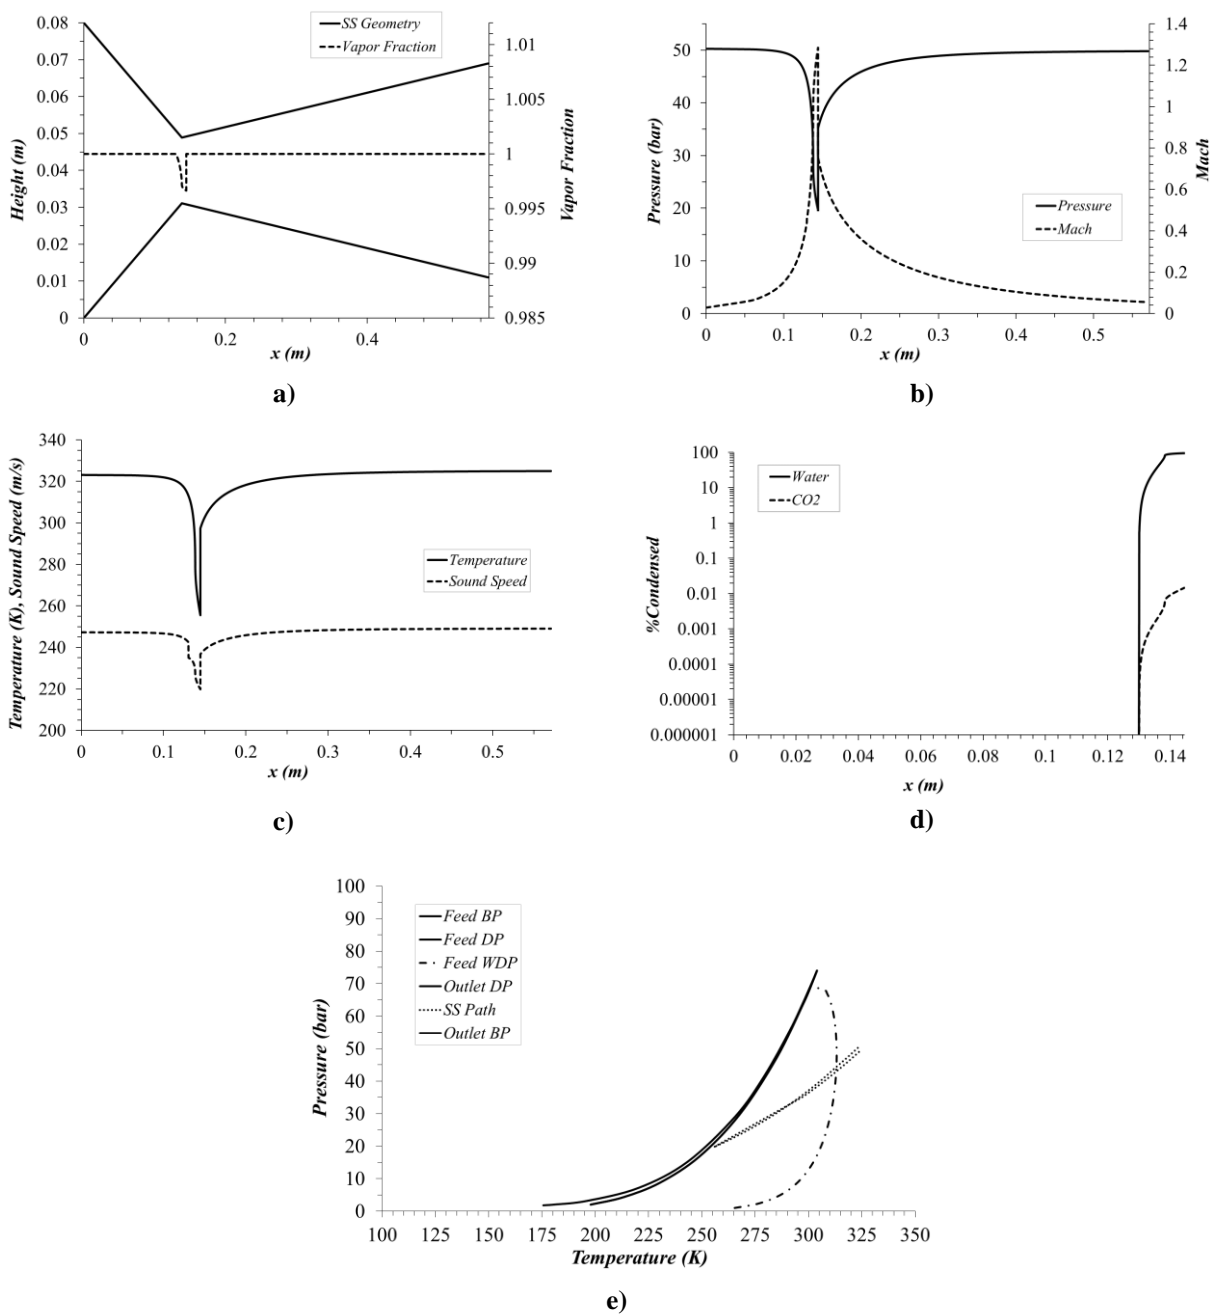 SS Geometry
Vapor Fraction
0.08
0.07
0.06
0.05
0.04
0.03
0.02
0.01
0
Height (m)
1.01
1.005
1
0.995
0.99
0.985
Vapor Fraction
0 0.2 0.4
x (m)
a)
50
40
30
20
10
0
Pressure (bar)
1.4
1.2
1
0.8
0.6
0.4
0.2
0
Mach
Pressure
Mach
0 0.1 0.2 0.3 0.4 0.5
x (m)
b)
340
320
300
280
260
240
220
200
Temperature (K), Sound Speed (m/s)
Temperature
Sound Speed
0 0.1 0.2 0.3 0.4 0.5
x (m)
c)
100
10
1
0.1
0.01
0.001
0.0001
0.00001
0.000001
%Condensed
Water
CO2
0 0.02 0.04 0.06 0.08 0.1 0.12 0.14
x (m)
d)
100
90
80
70
60
50
40
30
20
10
0
Pressure (bar)
Feed BP
Feed DP
Feed WDP
Outlet DP
SS Path
Outlet BP
100 125 150 175 200 225 250 275 300 325 350
Temperature (K)
e)